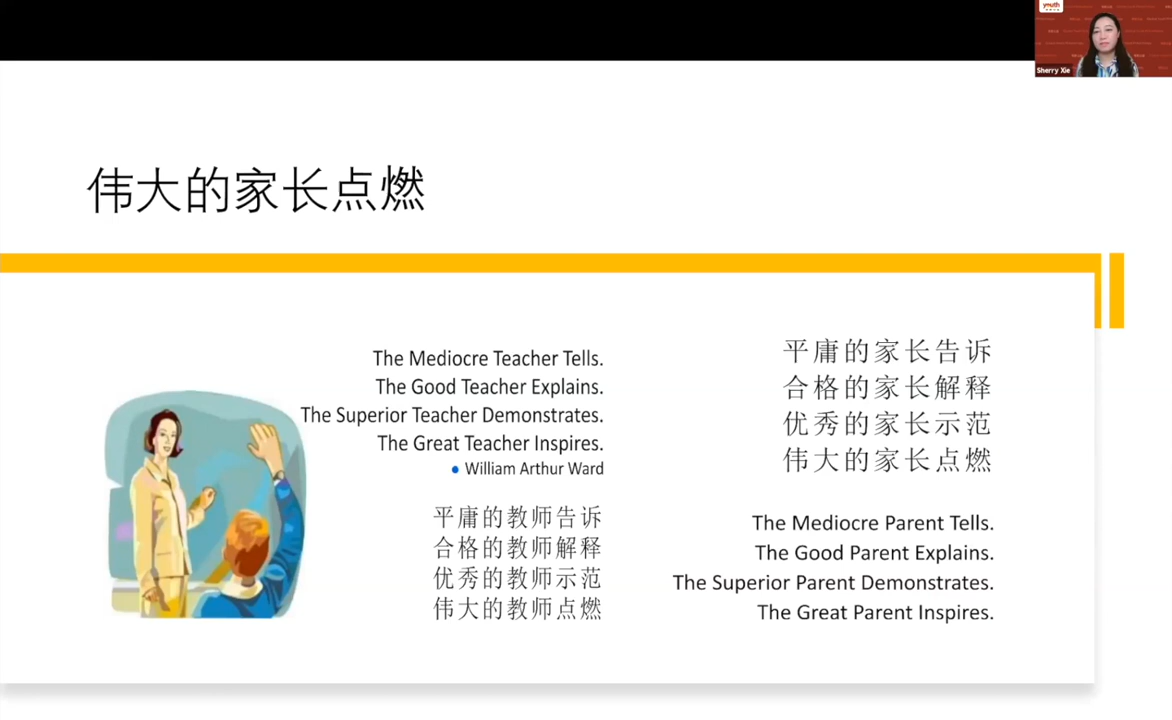 youth
Sherry Xie
伟大的家长点燃
The Mediocre Teacher Tells.
The Good Teacher Explains.
The Superior Teacher Demonstrates.
The Great Teacher Inspires.
• William Arthur Ward
平庸的教师告诉
合格的教师解释
优秀的教师示范
伟大的教师点燃
平庸的家长告诉
合格的家长解释
优秀的家长示范
伟大的家长点燃
The Mediocre Parent Tells.
The Good Parent Explains.
The Superior Parent Demonstrates.
The Great Parent Inspires.